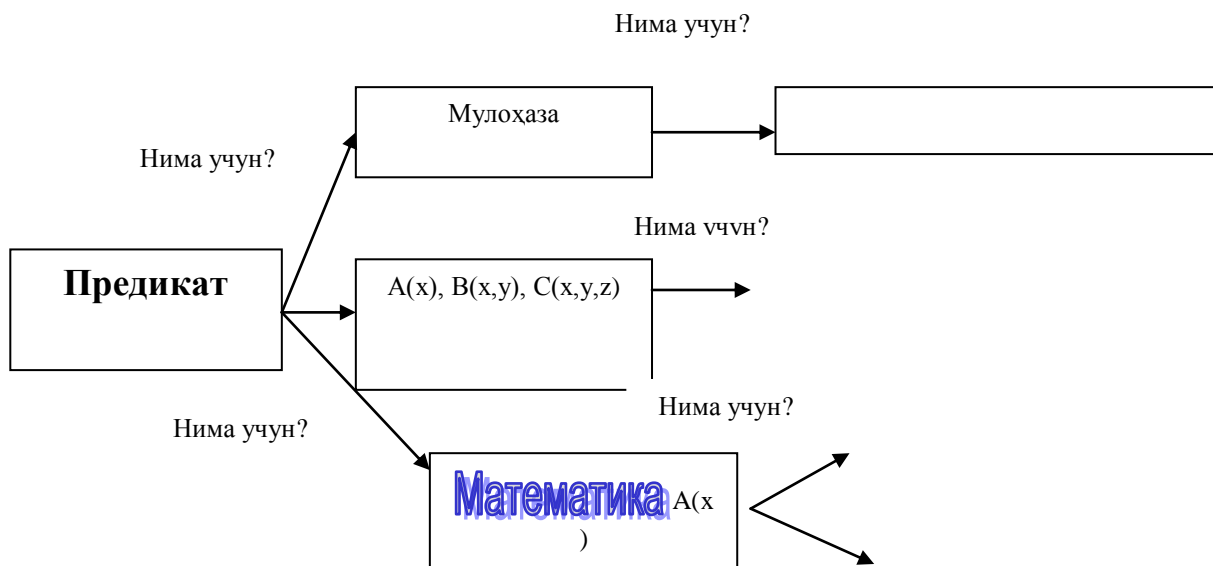 Нима учун?
Мулоҳаза
Нима учун?
Нима учун?
Предикат
A(x), B(x,y), C(x,y,z)
Нима учун?
Нима учун?
Математика A(x
)